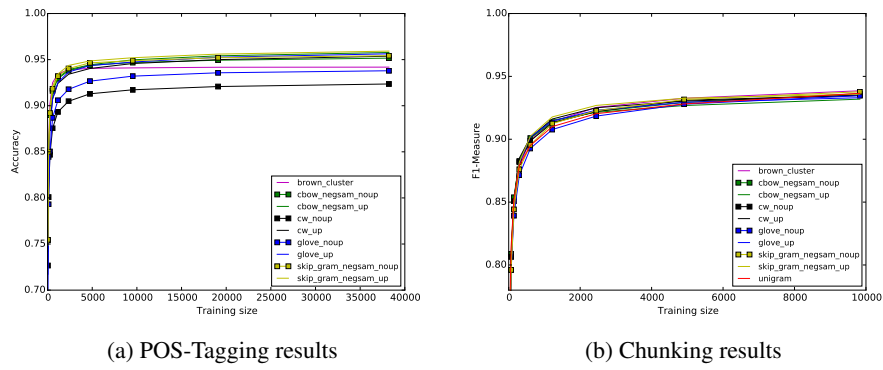 1.00
0.95
0.90
0.85
0.80
0.75
0.70
Accuracy
0
5000
10000
15000
20000
25000
30000
35000
40000
Training size
brown_cluster
cbow_negsam_noup
cbow_negsam_up
cw_noup
cw_up
glove_noup
glove_up
skip_gram_negsam_noup
skip_gram_negsam_up
(a) POS-Tagging results
1.00
0.95
0.90
0.85
0.80
F1-Measure
0
2000
4000
6000
8000
10000
Training size
brown_cluster
cbow_negsam_noup
cbow_negsam_up
cw_noup
cw_up
glove_noup
glove_up
skip_gram_negsam_noup
skip_gram_negsam_up
unigram
(b) Chunking results